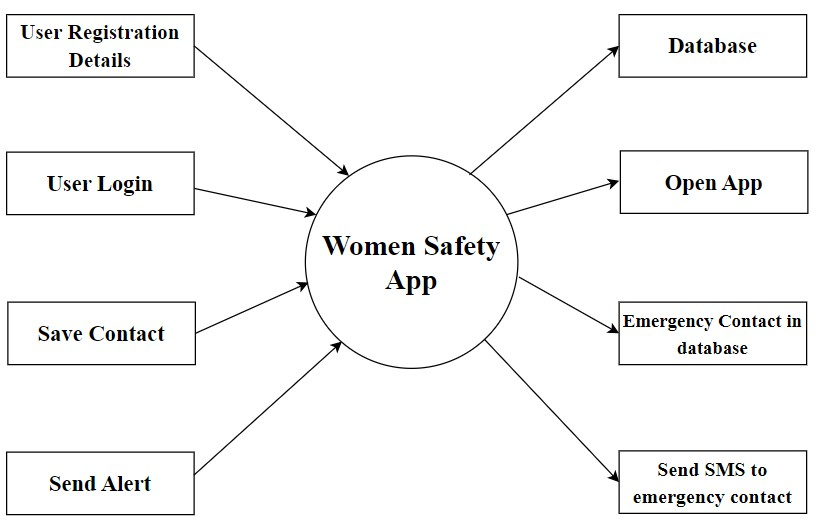 User Registration
Details
User Login
Save Contact
Send Alert
Women Safety
App
Database
Open App
Emergency Contact in
database
Send SMS to
emergency contact